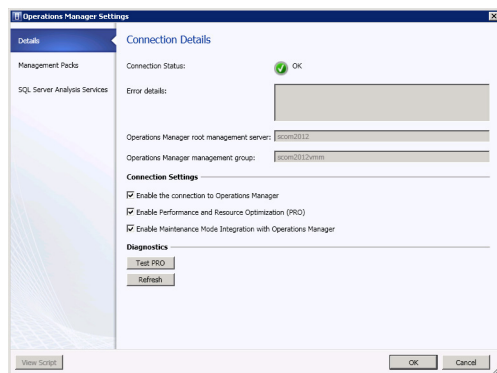 Operations Manager Settings
Details
Management Packs
SQL Server Analysis Services
Connection Details
Connection Status:
OK
Error details:
Operations Manager root management server:
scom2012
Operations Manager management group:
scom2012vmm
Connection Settings
Enable the connection to Operations Manager
Enable Performance and Resource Optimization (PRO)
Enable Maintenance Mode Integration with Operations Manager
Diagnostics
Test PRO
Refresh
View Script
OK
Cancel